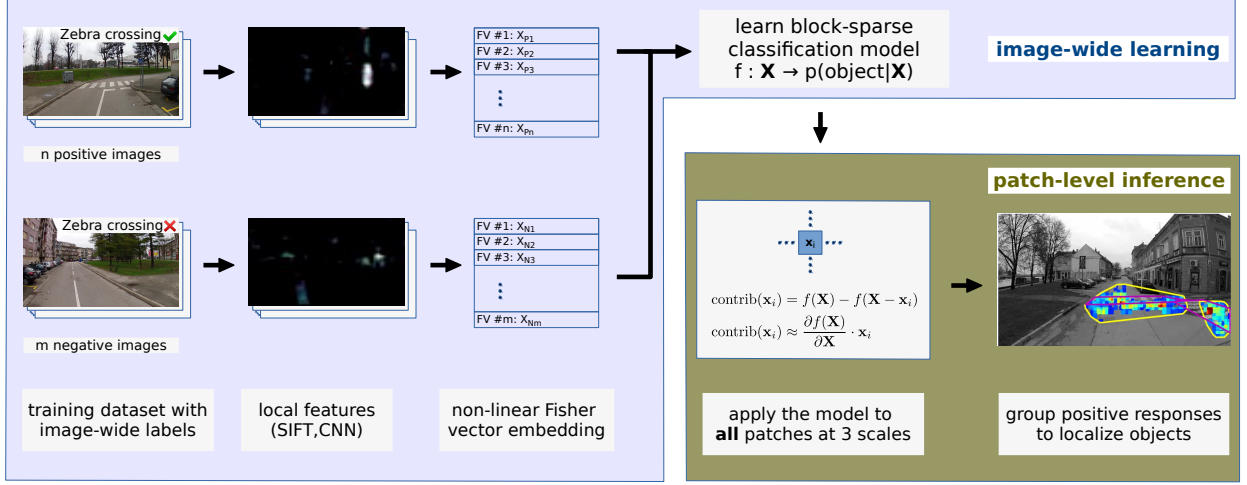 Zebra crossing
FV #1: X_P1
FV #2: X_P2
FV #3: X_P3
⋮
FV #n: X_Pn
n positive images
learn block-sparse
classification model
f : X → p(object|X)
image-wide learning
Zebra crossing
FV #1: X_N1
FV #2: X_N2
FV #3: X_N3
⋮
FV #m: X_Nm
m negative images
training dataset with
image-wide labels
local features
(SIFT,CNN)
non-linear Fisher
vector embedding
patch-level inference
x_i
contrib(x_i) = f(X) − f(X − x_i)
contrib(x_i) ≈ ∂f(X)/∂X · x_i
apply the model to
all patches at 3 scales
group positive responses
to localize objects